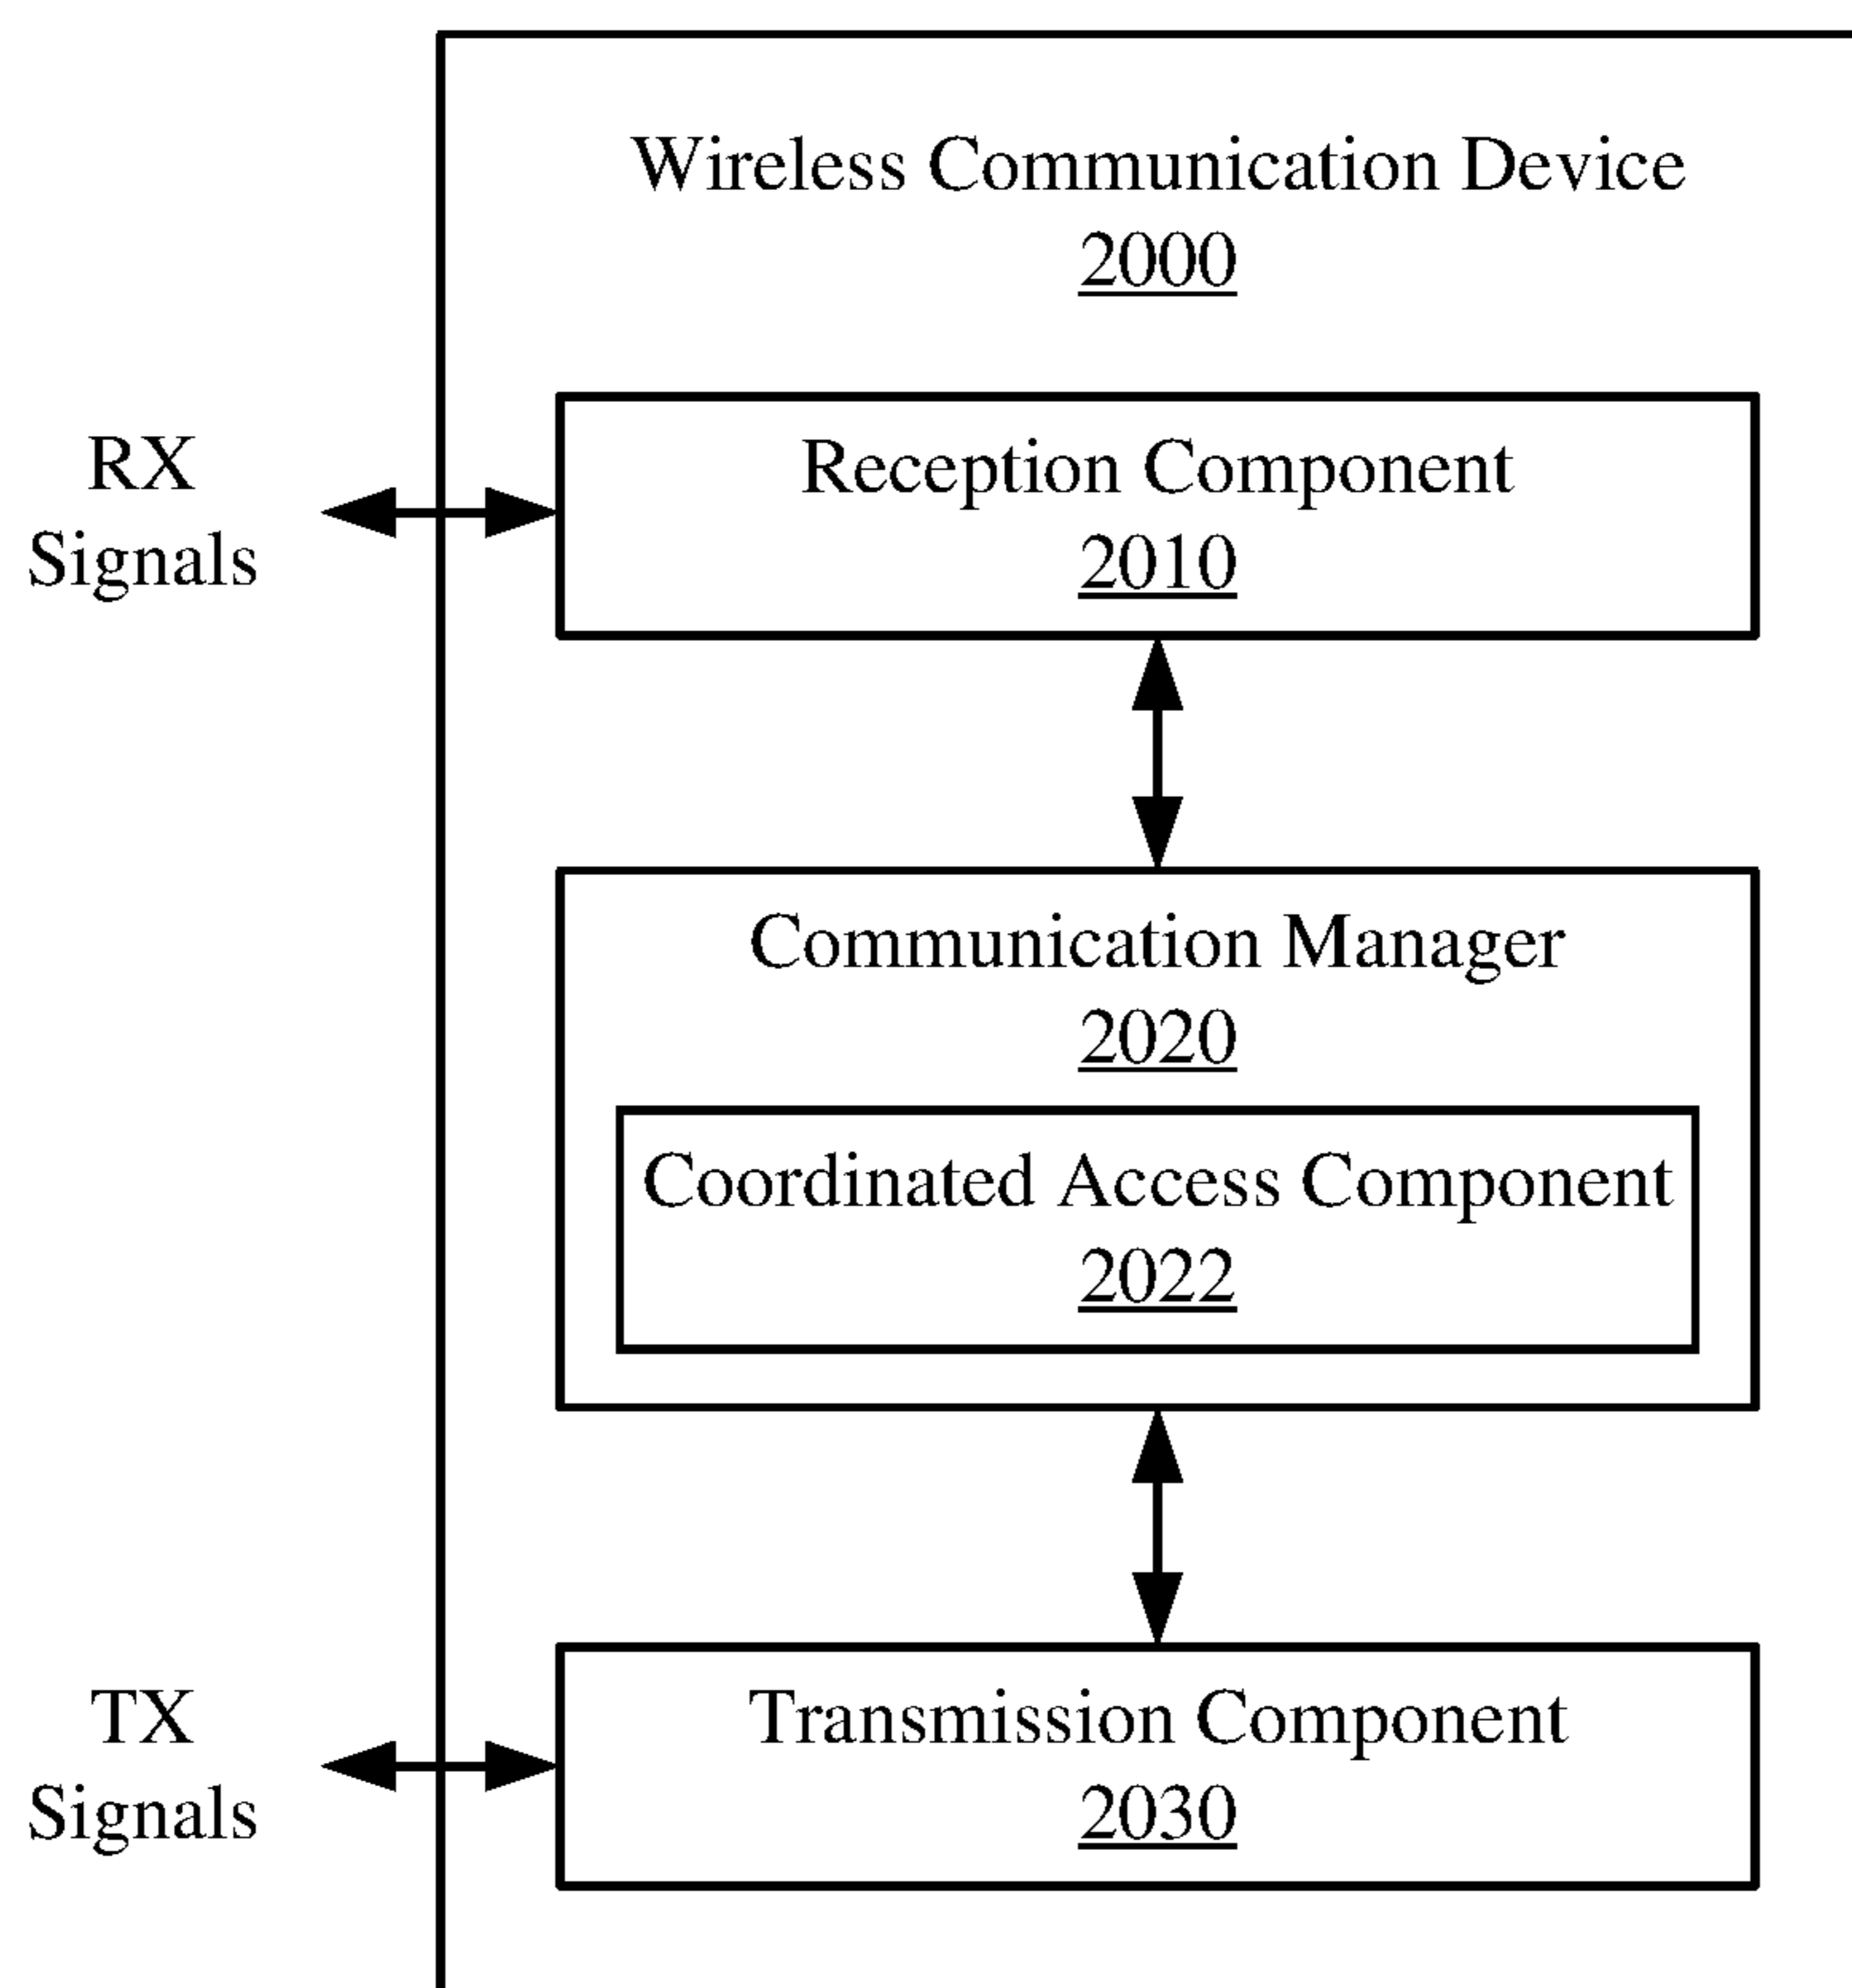 Wireless Communication Device
2000
RX
Signals
Reception Component
2010
Communication Manager
2020
Coordinated Access Component
2022
TX
Signals
Transmission Component
2030